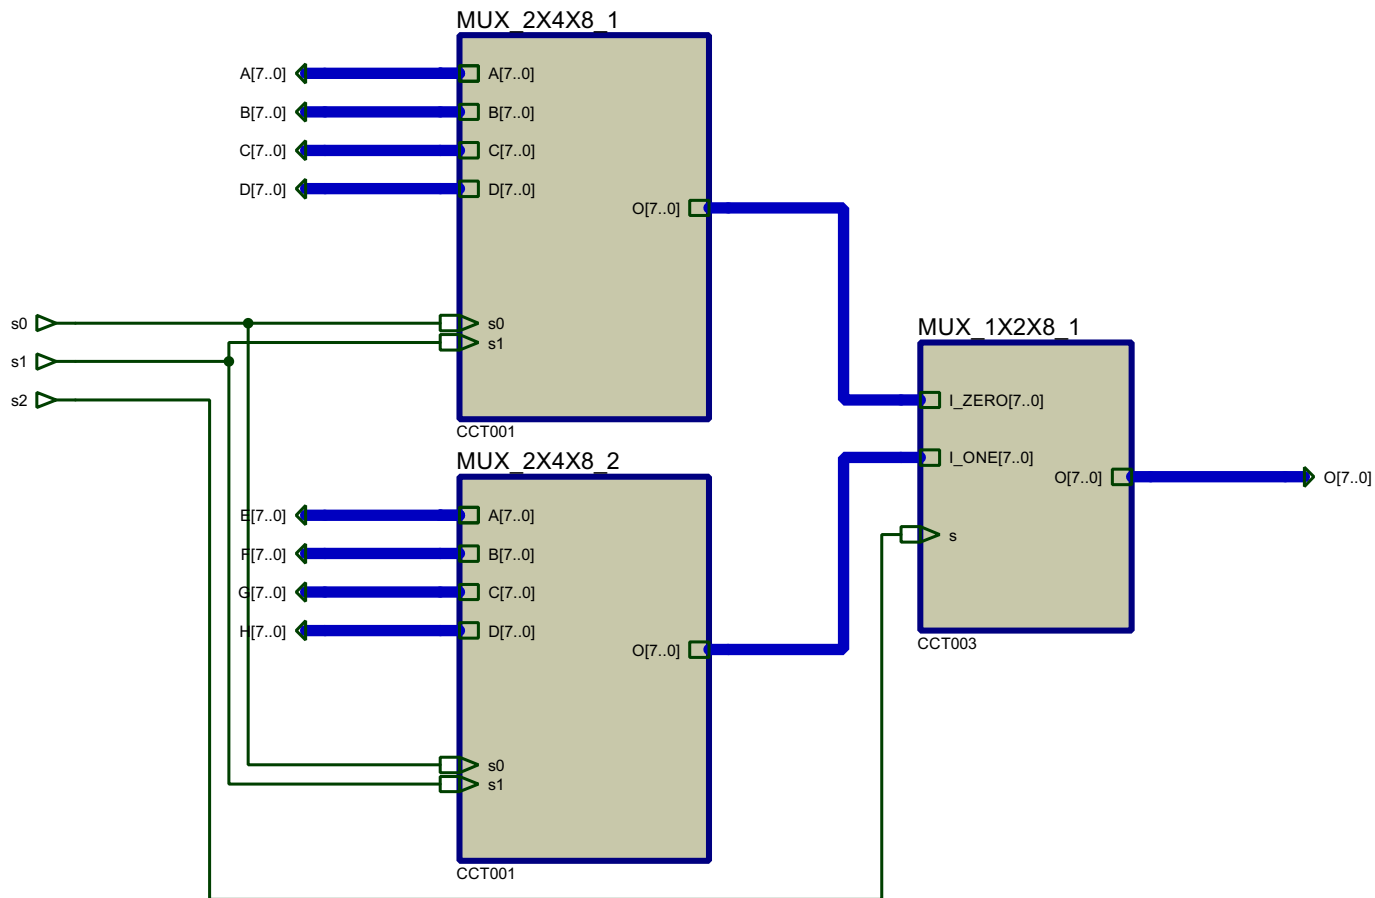 MUX_2X4X8_1
A[7..0] A[7..0]
B[7..0] B[7..0]
C[7..0] C[7..0]
D[7..0] D[7..0]
O[7..0]
s0 s0
s1 s1
s2
CCT001
MUX_1X2X8_1
I_ZERO[7..0]
I_ONE[7..0]
O[7..0] O[7..0]
s
CCT003
MUX_2X4X8_2
E[7..0] A[7..0]
F[7..0] B[7..0]
G[7..0] C[7..0]
H[7..0] D[7..0]
O[7..0]
s0
s1
CCT001